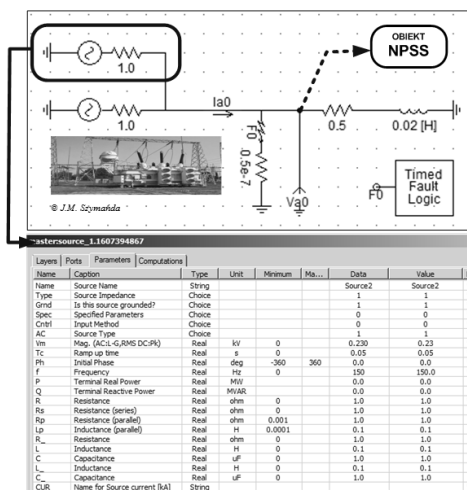 OBIEKT
NPSS
1.0
1.0
Ia0
F0
0.5e-7
Va0
0.5
0.02 [H]
F0
Timed
Fault
Logic
© J.M. Szymańda
:aster:source_1.1607394867
Layers Ports Parameters Computations
Name Caption Type Unit Minimum Ma... Data Value
Name Source Name String Source2 Source2
Type Source Impedance Choice 1 1
Grnd Is this source grounded? Choice 1 1
Spec Specified Parameters Choice 0 0
Cntrl Input Method Choice 0 0
AC Source Type Choice 1 1
Vm Mag. (AC:L-G,RMS DC:Pk) Real kV 0 0.230 0.23
Tc Ramp up time Real s 0 0.05 0.05
Ph Initial Phase Real deg -360 360 0.0 0.0
f Frequency Real Hz 0 150 150.0
P Terminal Real Power Real MW 0.0 0.0
Q Terminal Reactive Power Real MVAR 0.0 0.0
R Resistance Real ohm 0 1.0 1.0
Rs Resistance (series) Real ohm 0 1.0 1.0
Rp Resistance (parallel) Real ohm 0.001 1.0 1.0
Lp Inductance (parallel) Real H 0.0001 0.1 0.1
R_ Resistance Real ohm 0 1.0 1.0
L Inductance Real H 0 0.1 0.1
C Capacitance Real uF 0 1.0 1.0
L_ Inductance Real H 0 0.1 0.1
C_ Capacitance Real uF 0 1.0 1.0
CUR Name for Source current [kA] String